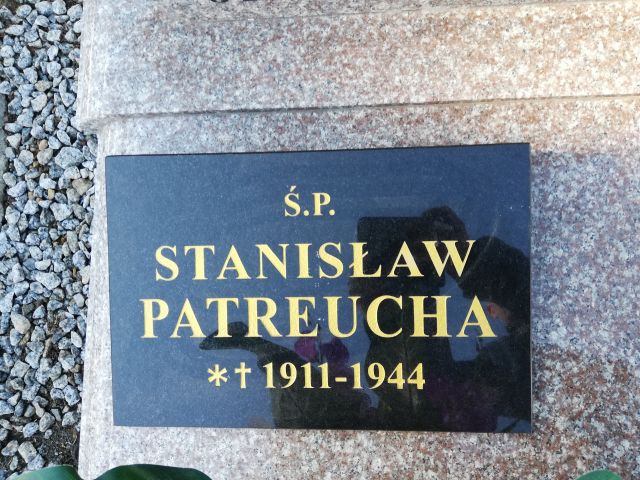 Ś.P.
STANISŁAW
PATREUCHA
*† 1911-1944